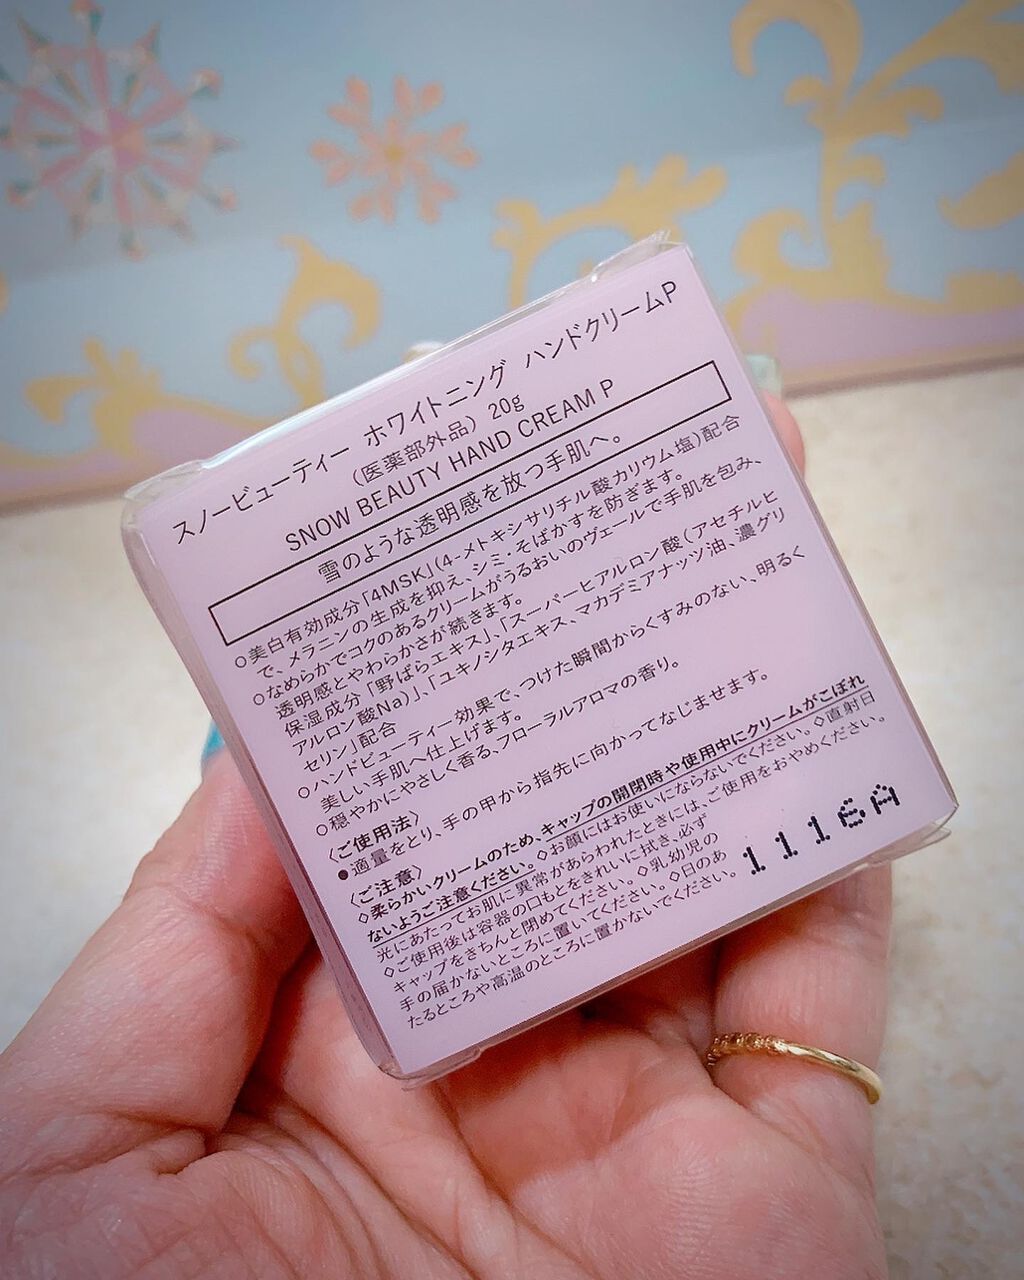 スノービューティー ホワイトニング ハンドクリームP
（医薬部外品）20g
SNOW BEAUTY HAND CREAM P
雪のような透明感を放つ手肌へ。
○美白有効成分「4MSK」（4-メトキシサリチル酸カリウム塩）配合
で、メラニンの生成を抑え、シミ・そばかすを防ぎます。
○なめらかでコクのあるクリームがうるおいのヴェールで手肌を包み、
透明感とやわらかさが続きます。
保湿成分「野ばらエキス」、「スーパーヒアルロン酸（アセチルヒ
アルロン酸Na）」、「ユキノシタエキス、マカデミアナッツ油、濃グリ
セリン」配合
○ハンドビューティー効果で、つけた瞬間からくすみのない、明るく
美しい手肌へ仕上げます。
○穏やかにやさしく香る、フローラルアロマの香り。
〈ご使用法〉
●適量をとり、手の甲から指先に向かってなじませます。
〈ご注意〉
◇柔らかいクリームのため、キャップの開閉時や使用中にクリームがこぼれ
ないようご注意ください。◇お顔にはお使いにならないでください。◇直射日
光にあたってお肌に異常があらわれたときには、ご使用をおやめください。
◇ご使用後は容器の口もとをきれいに拭き、必ず
キャップをきちんと閉めてください。◇乳幼児の
手の届かないところに置いてください。◇日のあ
たるところや高温のところに置かないでください。
1116A